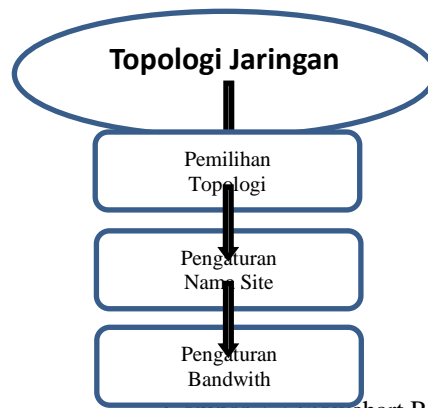 Topologi Jaringan
Pemilihan
Topologi
Pengaturan
Nama Site
Pengaturan
Bandwith